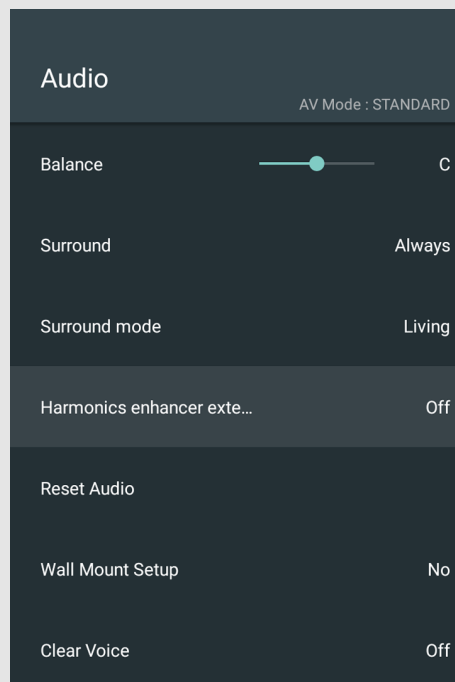 Audio
AV Mode : STANDARD
Balance C
Surround Always
Surround mode Living
Harmonics enhancer exte... Off
Reset Audio
Wall Mount Setup No
Clear Voice Off